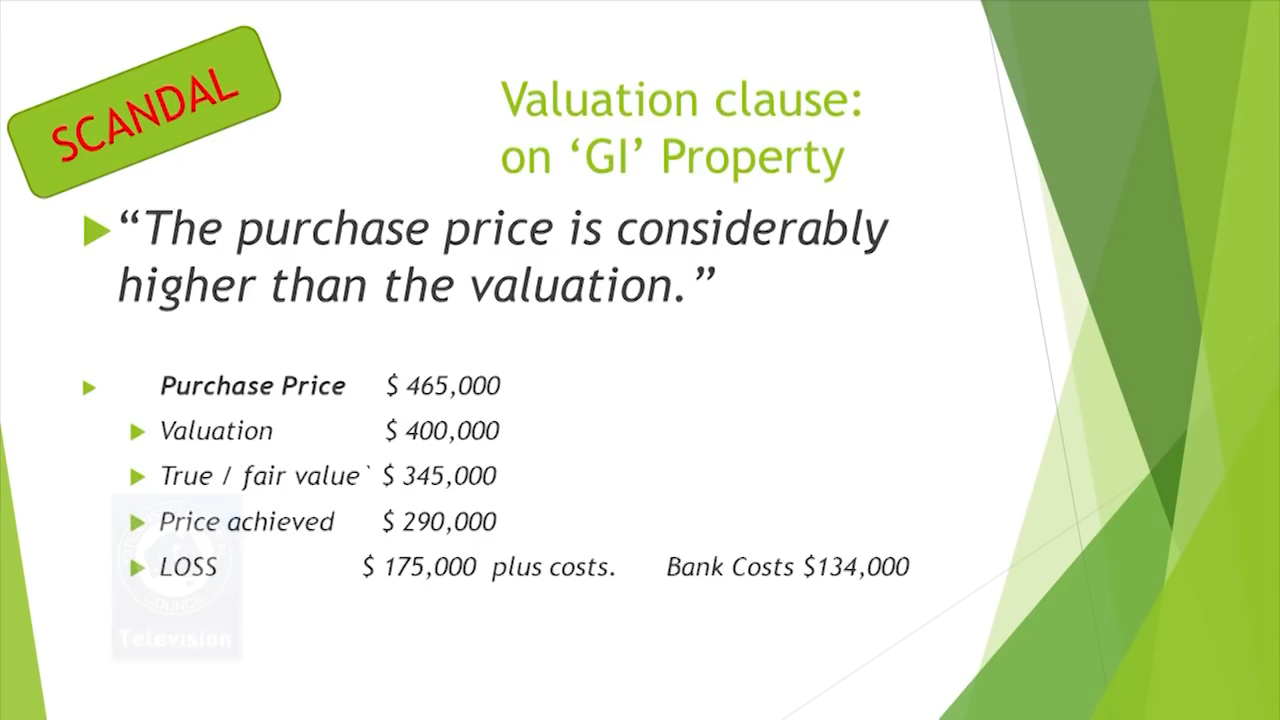 SCANDAL
Valuation clause:
on ‘GI’ Property
“The purchase price is considerably
higher than the valuation.”
Purchase Price $ 465,000
Valuation $ 400,000
True / fair value` $ 345,000
Price achieved $ 290,000
LOSS $ 175,000 plus costs. Bank Costs $134,000
COUNCIL
Television